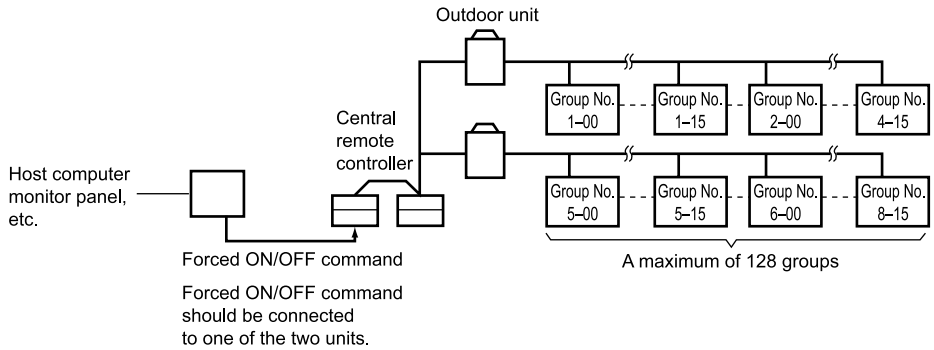 Outdoor unit
Group No.
1–00
Group No.
1–15
Group No.
2–00
Group No.
4–15
Central
remote
controller
Host computer
monitor panel,
etc.
Group No.
5–00
Group No.
5–15
Group No.
6–00
Group No.
8–15
Forced ON/OFF command
A maximum of 128 groups
Forced ON/OFF command
should be connected
to one of the two units.